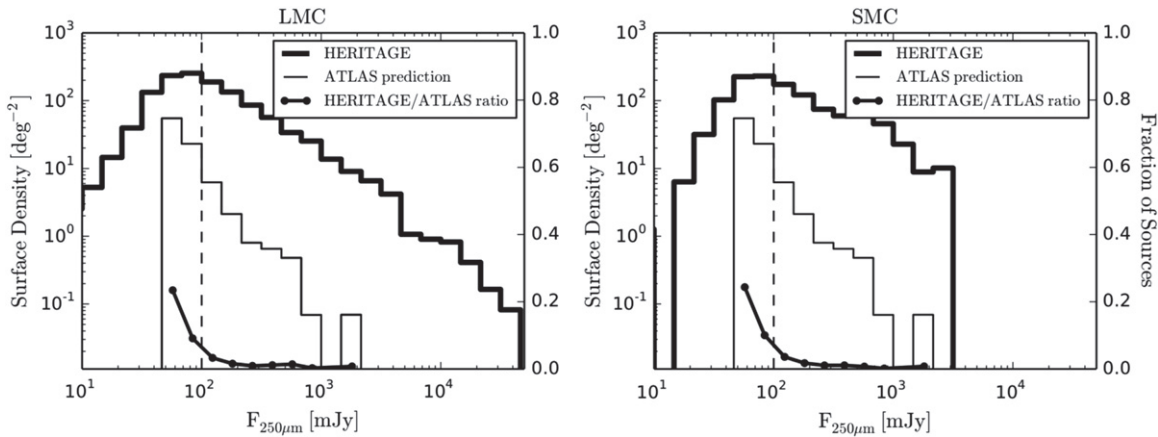 LMC
10³
10²
10¹
10⁰
10⁻¹
Surface Density [deg⁻²]
HERITAGE
ATLAS prediction
HERITAGE/ATLAS ratio
1.0
0.8
0.6
0.4
0.2
0.0
10¹
10²
10³
10⁴
F₂₅₀μm [mJy]
SMC
10³
10²
10¹
10⁰
10⁻¹
Surface Density [deg⁻²]
HERITAGE
ATLAS prediction
HERITAGE/ATLAS ratio
1.0
0.8
0.6
0.4
0.2
0.0
Fraction of Sources
10¹
10²
10³
10⁴
F₂₅₀μm [mJy]